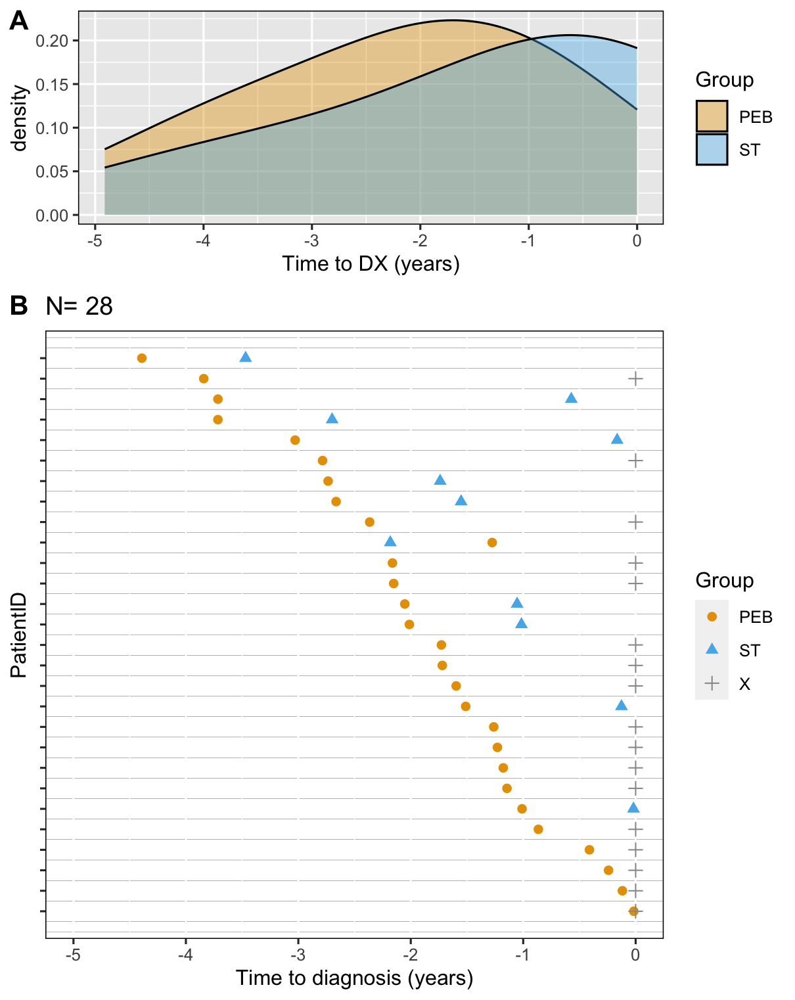 A
density
0.20
0.15
0.10
0.05
0.00
-5 -4 -3 -2 -1 0
Time to DX (years)
Group
PEB
ST
B N= 28
PatientID
-5 -4 -3 -2 -1 0
Time to diagnosis (years)
Group
PEB
ST
X